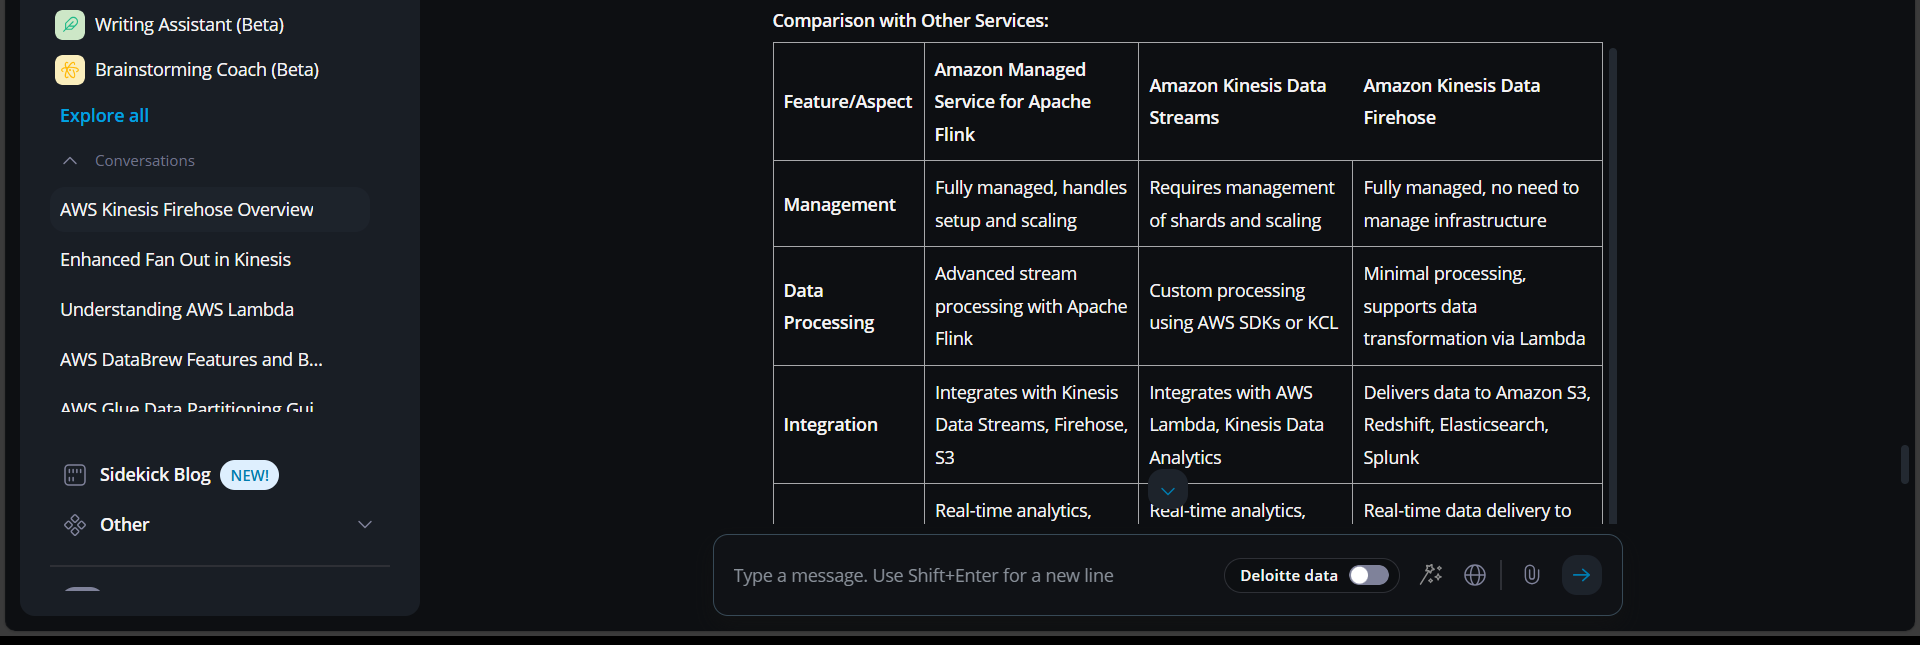 Writing Assistant (Beta)
Brainstorming Coach (Beta)
Explore all
Conversations
AWS Kinesis Firehose Overview
Enhanced Fan Out in Kinesis
Understanding AWS Lambda
AWS DataBrew Features and B...
AWS Glue Data Partitioning Gui
Sidekick Blog NEW!
Other
Comparison with Other Services:
Feature/Aspect
Amazon Managed
Service for Apache
Flink
Amazon Kinesis Data
Streams
Amazon Kinesis Data
Firehose
Management
Fully managed, handles
setup and scaling
Requires management
of shards and scaling
Fully managed, no need to
manage infrastructure
Data
Processing
Advanced stream
processing with Apache
Flink
Custom processing
using AWS SDKs or KCL
Minimal processing,
supports data
transformation via Lambda
Integration
Integrates with Kinesis
Data Streams, Firehose,
S3
Integrates with AWS
Lambda, Kinesis Data
Analytics
Delivers data to Amazon S3,
Redshift, Elasticsearch,
Splunk
Real-time analytics,
Real-time analytics,
Real-time data delivery to
Type a message. Use Shift+Enter for a new line
Deloitte data